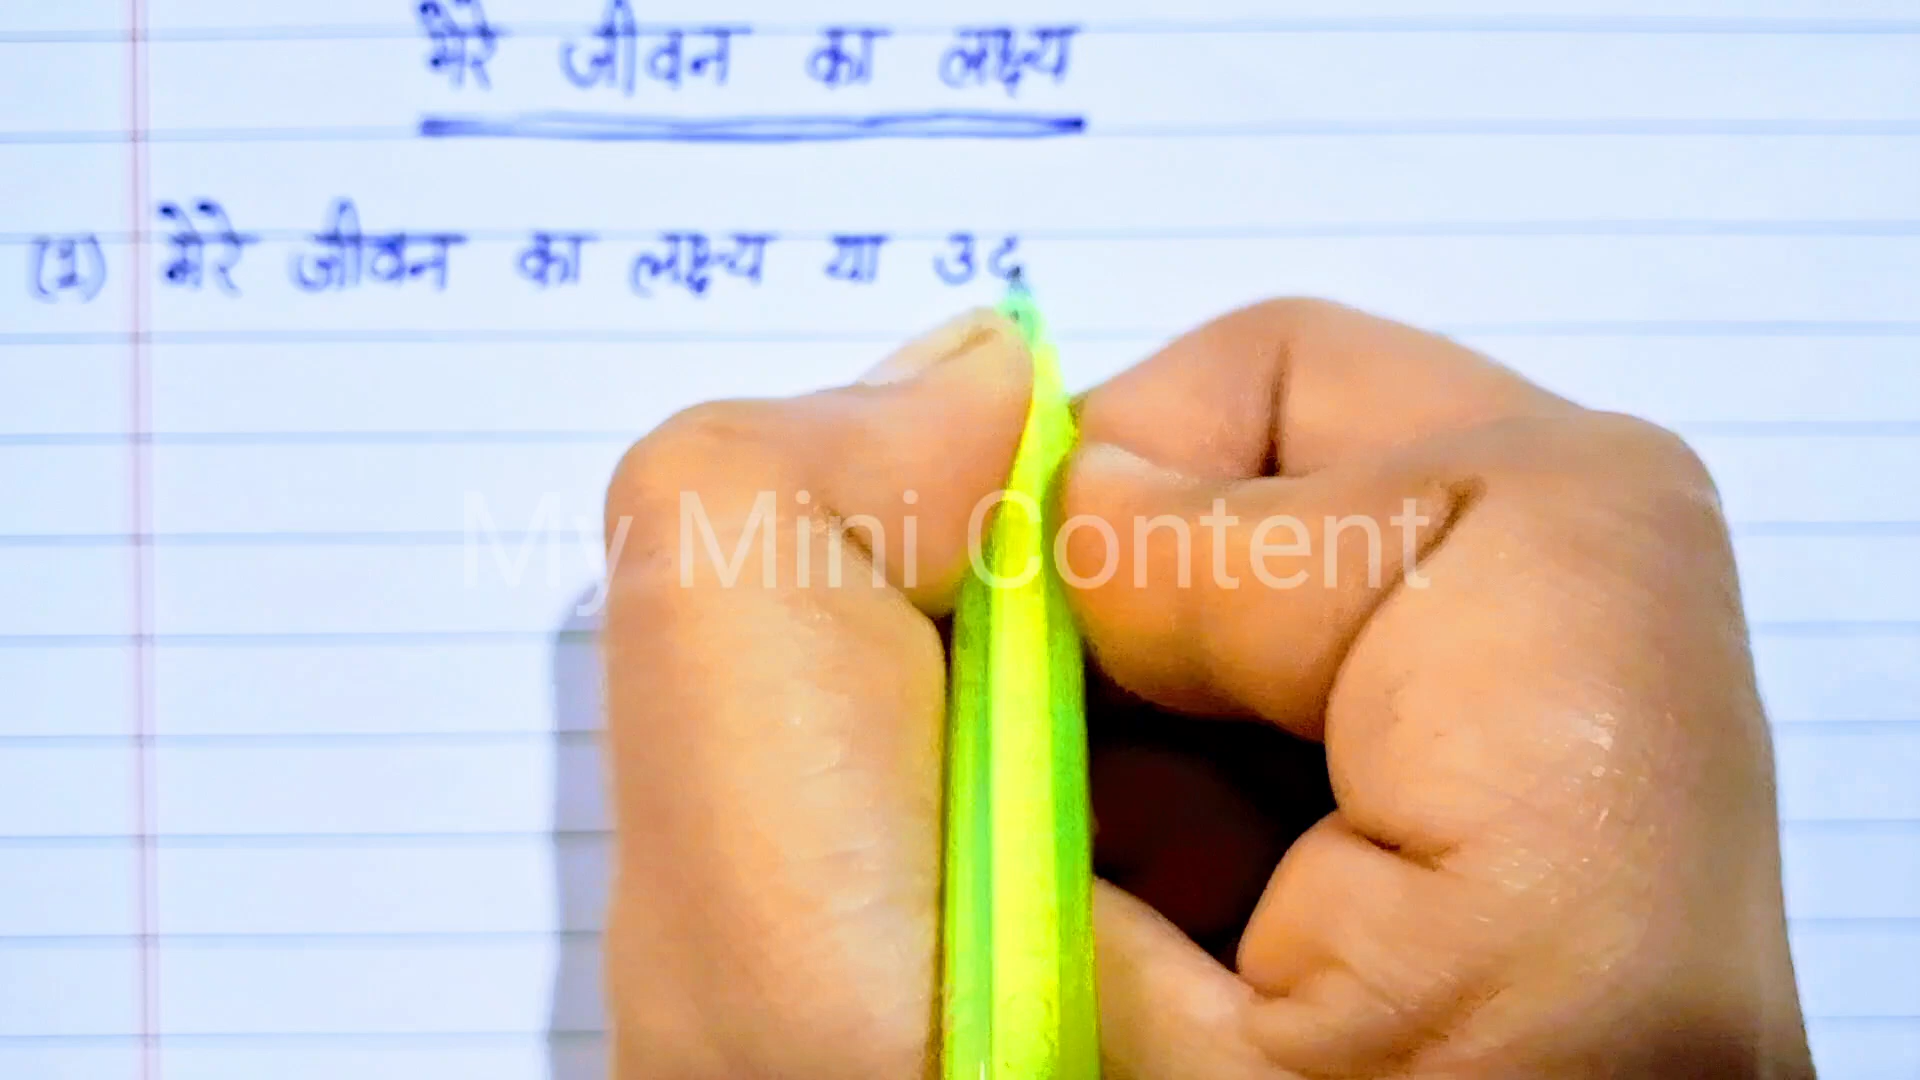 मेरे जीवन का लक्ष्य
(1) मेरे जीवन का लक्ष्य या उद
My Mini Content